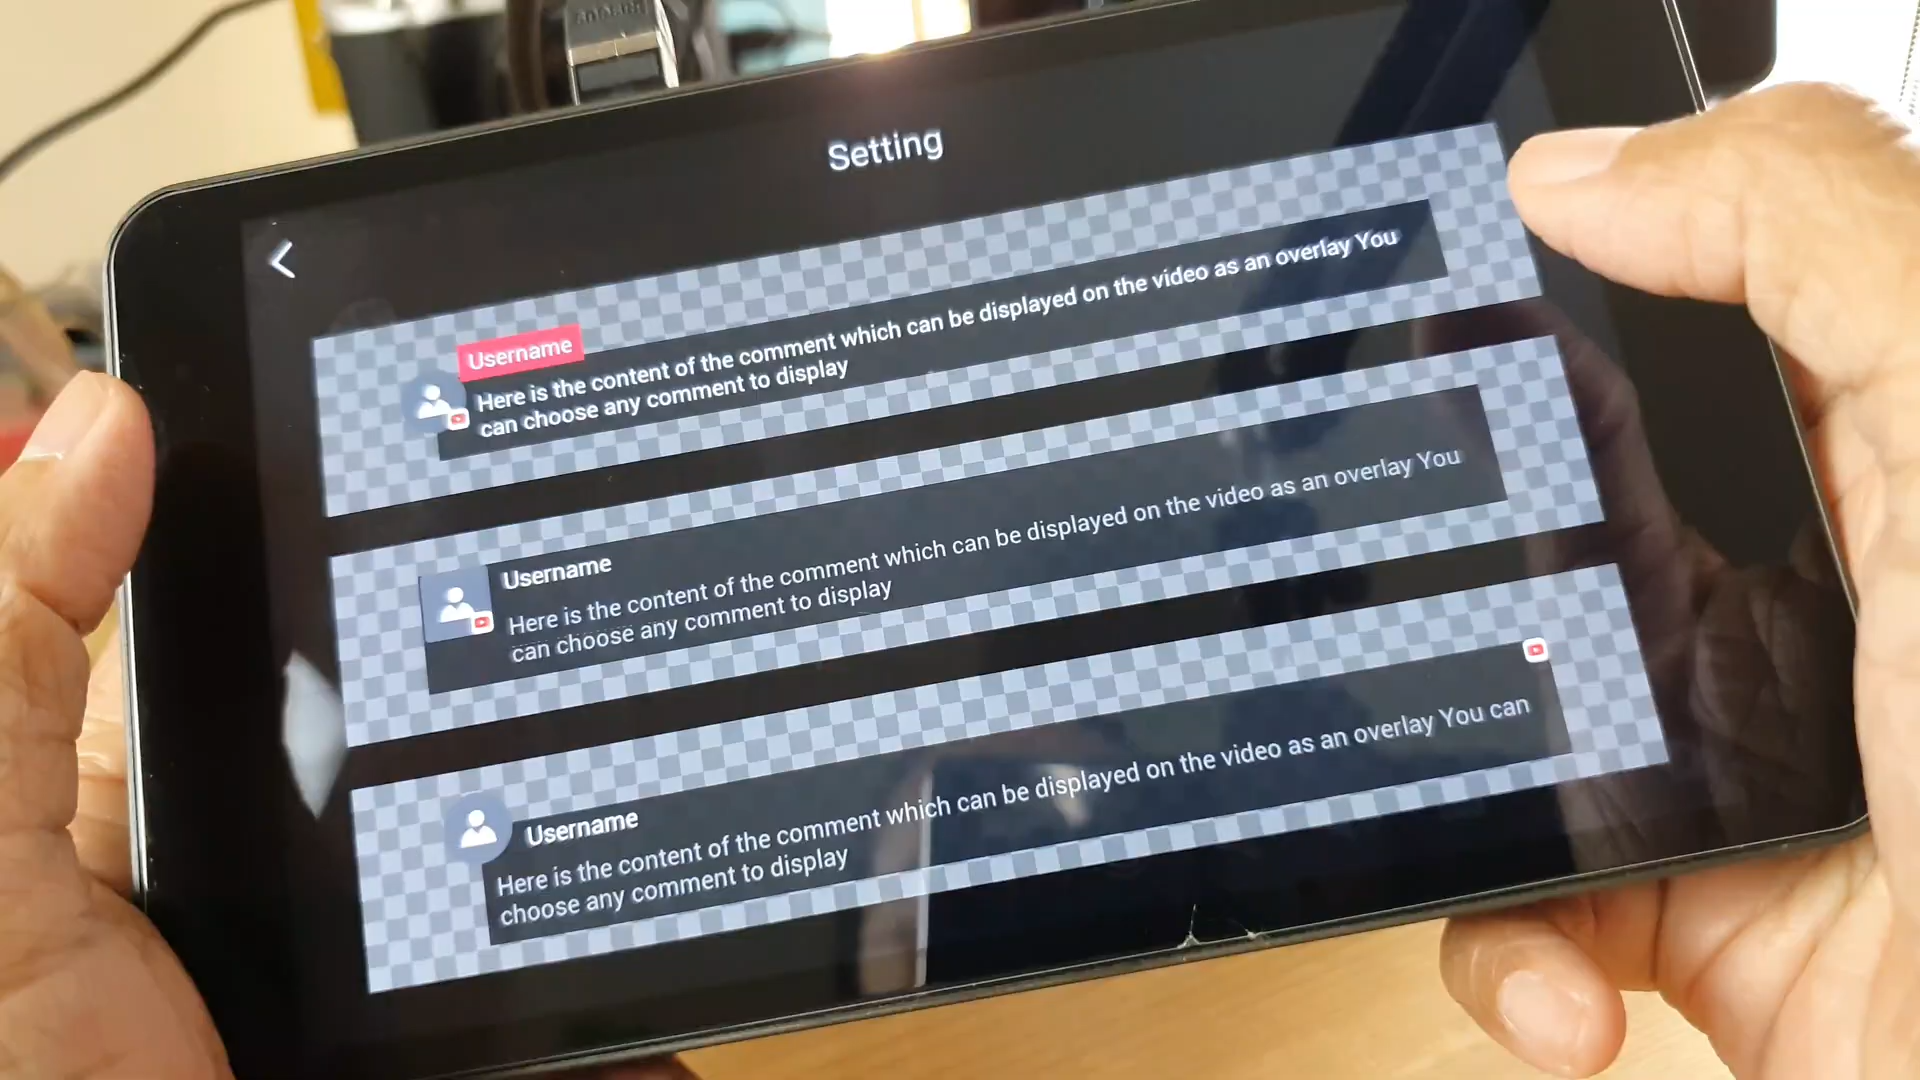 Setting
Username
Here is the content of the comment which can be displayed on the video as an overlay You
can choose any comment to display
Username
Here is the content of the comment which can be displayed on the video as an overlay You
can choose any comment to display
Username
Here is the content of the comment which can be displayed on the video as an overlay You can
choose any comment to display